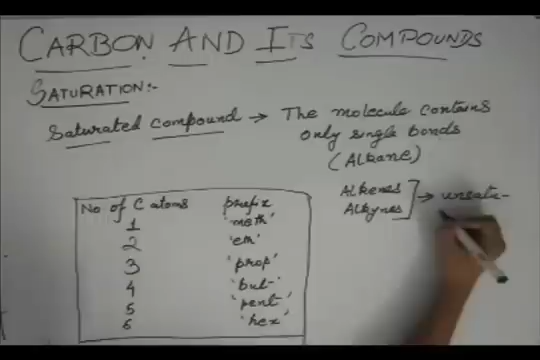 CARBON AND ITS COMPOUNDS
SATURATION:-
Saturated compound → The molecule contains
only single bonds
(Alkane)
Alkenes
Alkynes ] → unsatu-
No of C atoms prefix
1 'meth'
2 'eth'
3 'prop'
4 'but-'
5 'pent'
6 'hex'